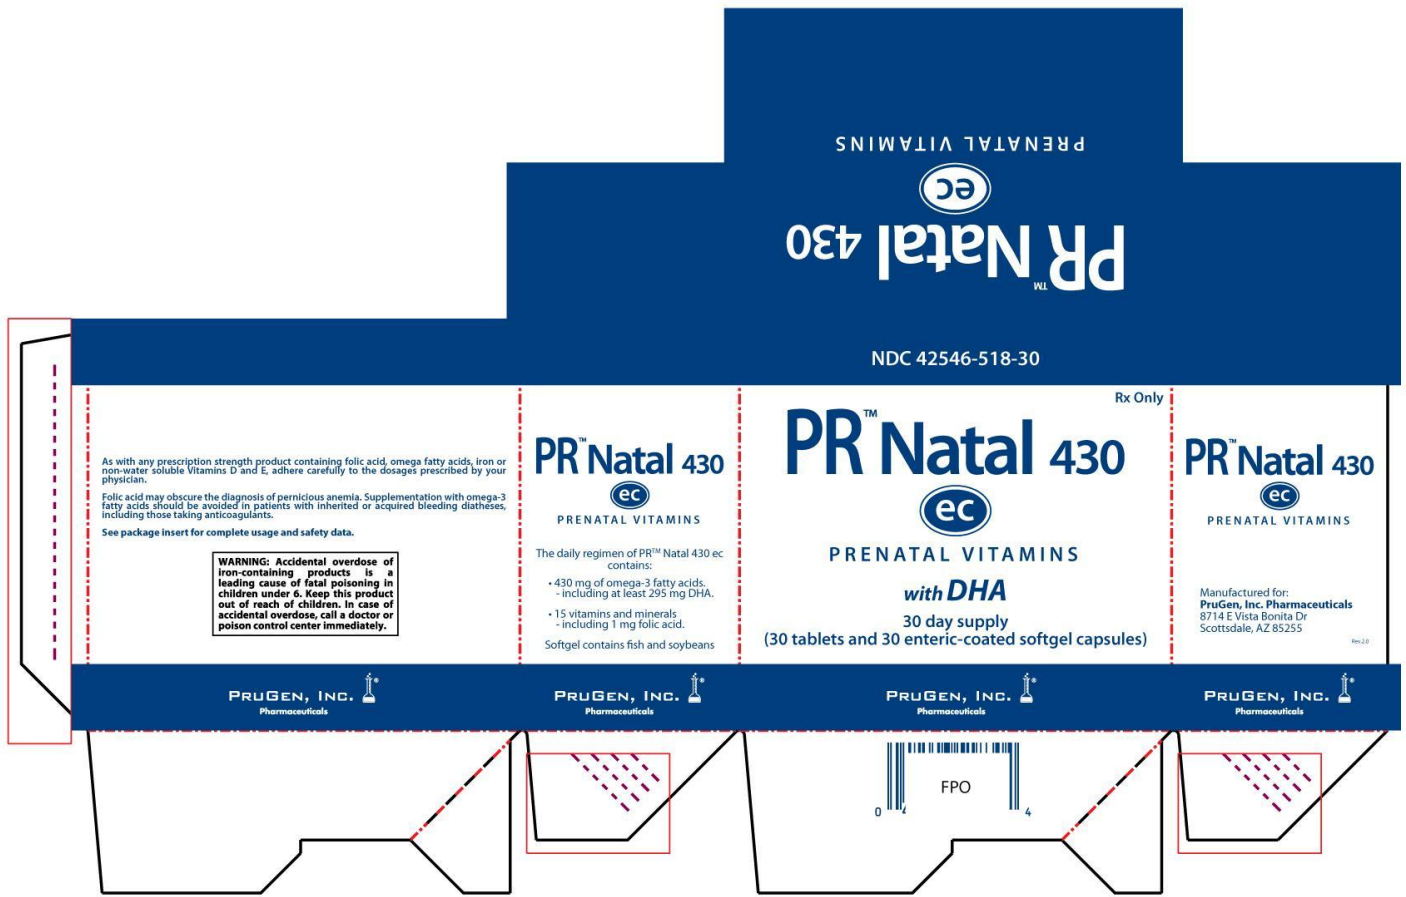 PRENATAL VITAMINS
ec
PR™ Natal 430
NDC 42546-518-30
As with any prescription strength product containing folic acid, omega fatty acids, iron or
non-water soluble Vitamins D and E, adhere carefully to the dosages prescribed by your
physician.
Folic acid may obscure the diagnosis of pernicious anemia. Supplementation with omega-3
fatty acids should be avoided in patients with inherited or acquired bleeding diatheses,
including those taking anticoagulants.
See package insert for complete usage and safety data.
WARNING: Accidental overdose of
iron-containing products is a
leading cause of fatal poisoning in
children under 6. Keep this product
out of reach of children. In case of
accidental overdose, call a doctor or
poison control center immediately.
PruGen, Inc. ®
Pharmaceuticals
PR™ Natal 430
ec
PRENATAL VITAMINS
The daily regimen of PR™ Natal 430 ec
contains:
• 430 mg of omega-3 fatty acids.
- including at least 295 mg DHA.
• 15 vitamins and minerals
- including 1 mg folic acid.
Softgel contains fish and soybeans
PruGen, Inc. ®
Pharmaceuticals
Rx Only
PR™ Natal 430
ec
PRENATAL VITAMINS
with DHA
30 day supply
(30 tablets and 30 enteric-coated softgel capsules)
PruGen, Inc. ®
Pharmaceuticals
FPO
0 4
PR™ Natal 430
ec
PRENATAL VITAMINS
Manufactured for:
PruGen, Inc. Pharmaceuticals
8714 E Vista Bonita Dr
Scottsdale, AZ 85255
Rev.2.0
PruGen, Inc. ®
Pharmaceuticals